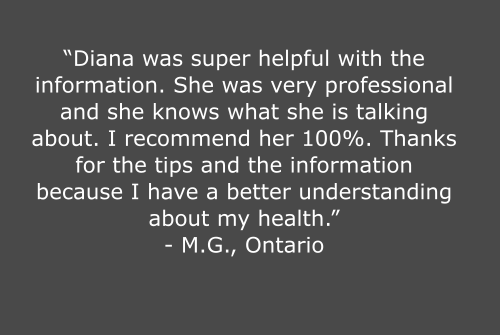 “Diana was super helpful with the
information. She was very professional
and she knows what she is talking
about. I recommend her 100%. Thanks
for the tips and the information
because I have a better understanding
about my health.”
- M.G., Ontario